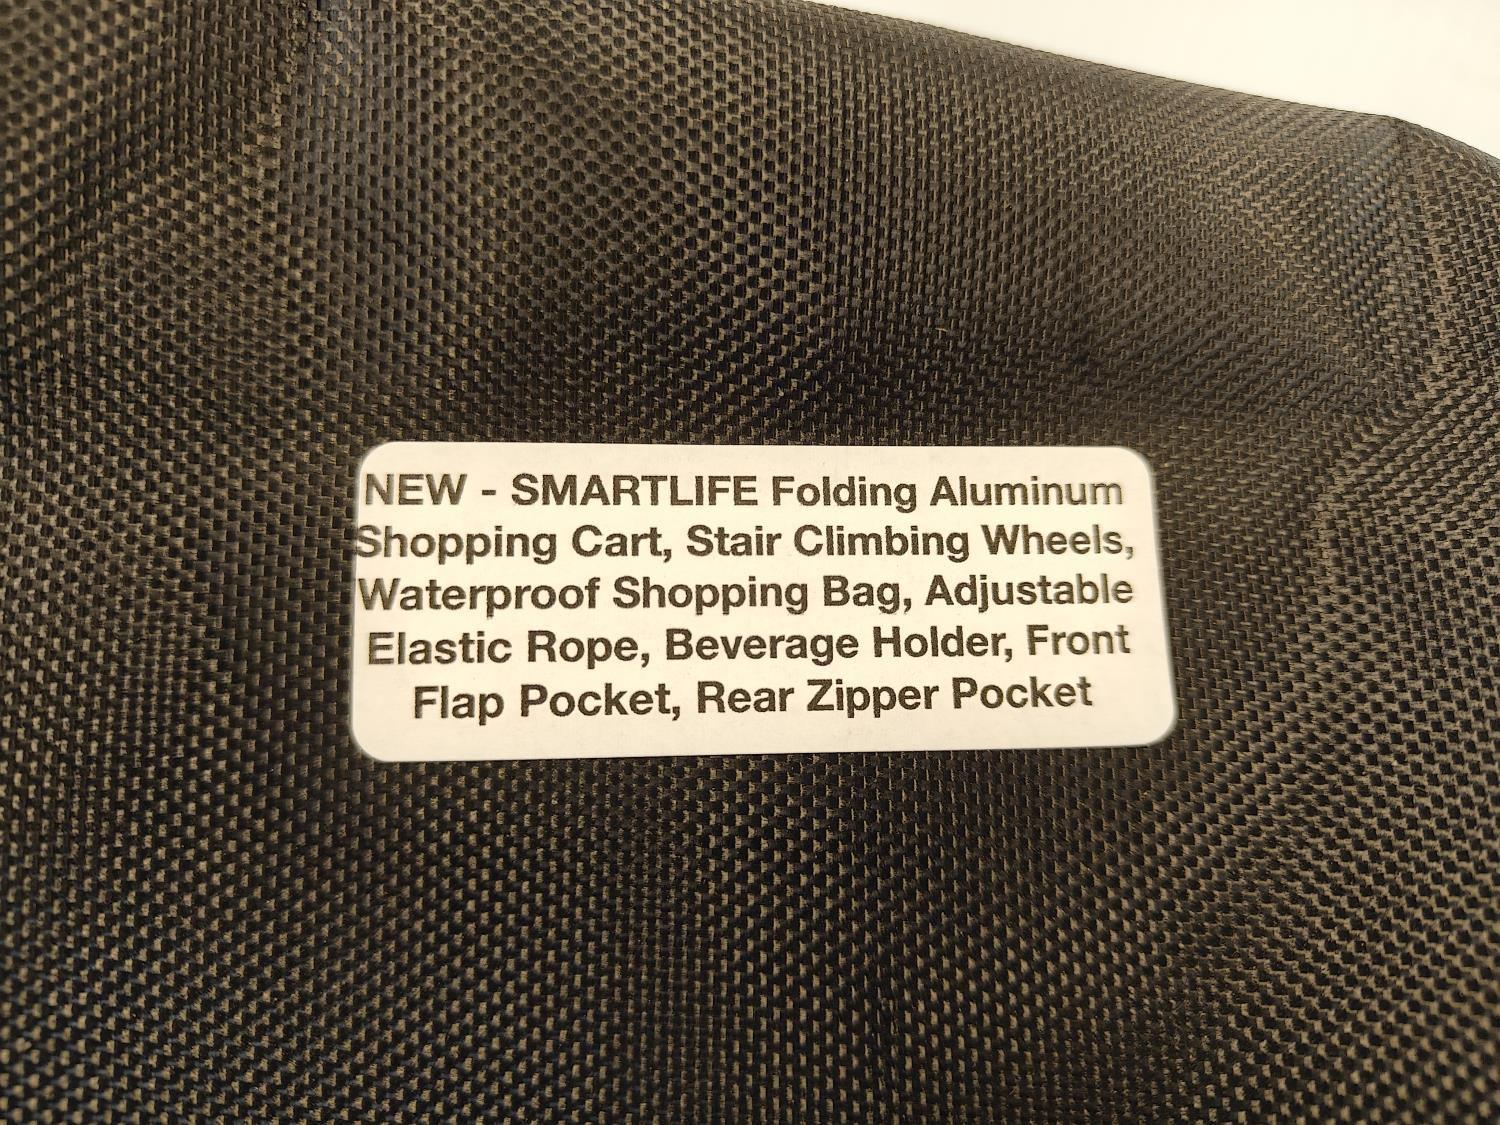 NEW - SMARTLIFE Folding Aluminum
Shopping Cart, Stair Climbing Wheels,
Waterproof Shopping Bag, Adjustable
Elastic Rope, Beverage Holder, Front
Flap Pocket, Rear Zipper Pocket